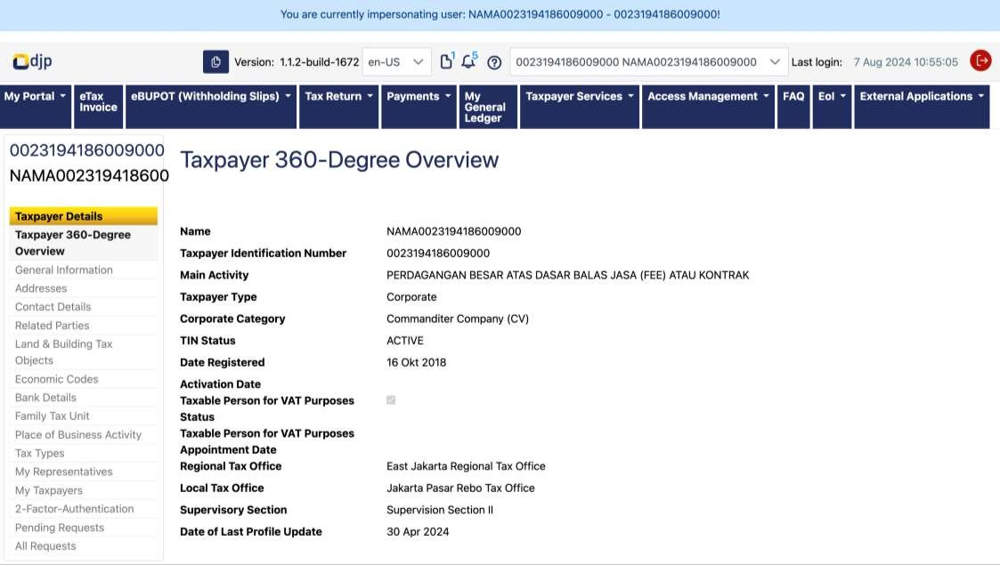 You are currently impersonating user: NAMA0023194186009000 - 0023194186009000!
djp
Version: 1.1.2-build-1672
en-US
1
5
0023194186009000 NAMA0023194186009000
Last login: 7 Aug 2024 10:55:05
My Portal
eTax
Invoice
eBUPOT (Withholding Slips)
Tax Return
Payments
My
General
Ledger
Taxpayer Services
Access Management
FAQ
EoI
External Applications
0023194186009000
NAMA002319418600
Taxpayer Details
Taxpayer 360-Degree
Overview
General Information
Addresses
Contact Details
Related Parties
Land & Building Tax
Objects
Economic Codes
Bank Details
Family Tax Unit
Place of Business Activity
Tax Types
My Representatives
My Taxpayers
2-Factor-Authentication
Pending Requests
All Requests
Taxpayer 360-Degree Overview
Name NAMA0023194186009000
Taxpayer Identification Number 0023194186009000
Main Activity PERDAGANGAN BESAR ATAS DASAR BALAS JASA (FEE) ATAU KONTRAK
Taxpayer Type Corporate
Corporate Category Commanditer Company (CV)
TIN Status ACTIVE
Date Registered 16 Okt 2018
Activation Date
Taxable Person for VAT Purposes
Status
Taxable Person for VAT Purposes
Appointment Date
Regional Tax Office East Jakarta Regional Tax Office
Local Tax Office Jakarta Pasar Rebo Tax Office
Supervisory Section Supervision Section II
Date of Last Profile Update 30 Apr 2024